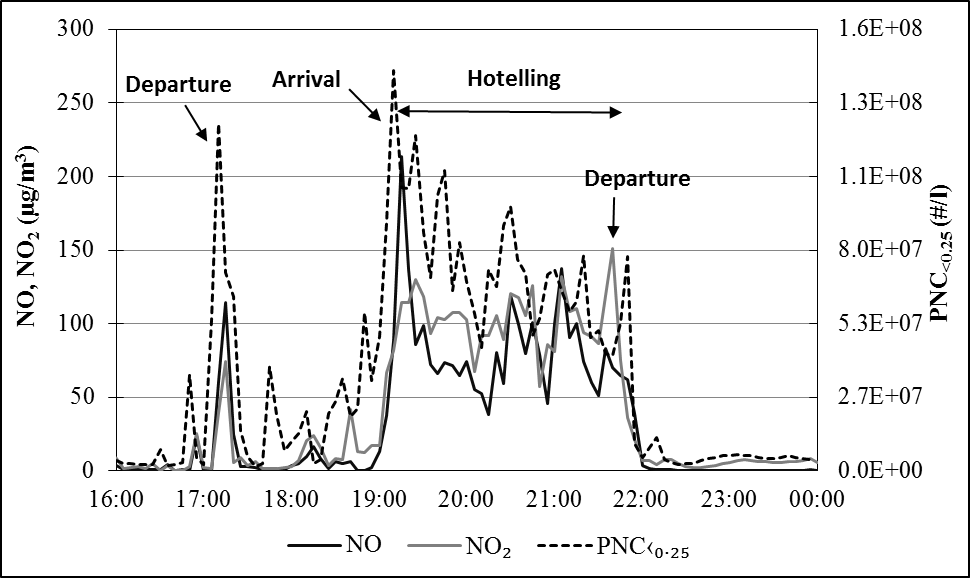 300
250
200
150
100
50
0
NO, NO₂ (µg/m³)
1.6E+08
1.3E+08
1.1E+08
8.0E+07
5.3E+07
2.7E+07
0.0E+00
PNC<0.25 (#/l)
Departure
Arrival
Hotelling
Departure
16:00 17:00 18:00 19:00 20:00 21:00 22:00 23:00 00:00
NO NO₂ PNC<0.25